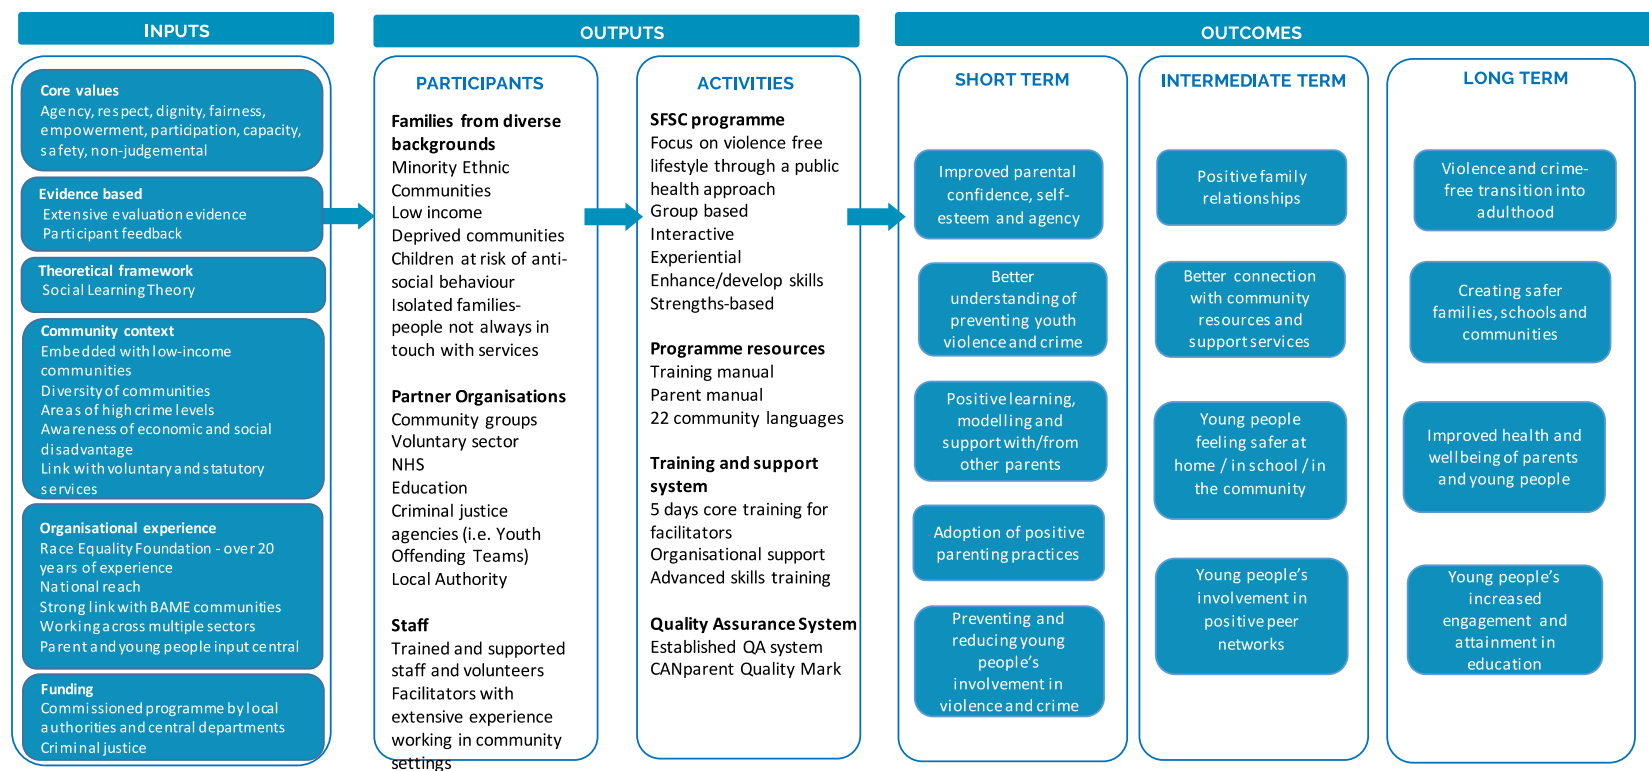 INPUTS
Core values
Agency, respect, dignity, fairness,
empowerment, participation, capacity,
safety, non-judgemental
Evidence based
Extensive evaluation evidence
Participant feedback
Theoretical framework
Social Learning Theory
Community context
Embedded with low-income
communities
Diversity of communities
Areas of high crime levels
Awareness of economic and social
disadvantage
Link with voluntary and statutory
services
Organisational experience
Race Equality Foundation - over 20
years of experience
National reach
Strong link with BAME communities
Working across multiple sectors
Parent and young people input central
Funding
Commissioned programme by local
authorities and central departments
Criminal justice
OUTPUTS
PARTICIPANTS
Families from diverse
backgrounds
Minority Ethnic
Communities
Low income
Deprived communities
Children at risk of anti-
social behaviour
Isolated families-
people not always in
touch with services
Partner Organisations
Community groups
Voluntary sector
NHS
Education
Criminal justice
agencies (i.e. Youth
Offending Teams)
Local Authority
Staff
Trained and supported
staff and volunteers
Facilitators with
extensive experience
working in community
settings
ACTIVITIES
SFSC programme
Focus on violence free
lifestyle through a public
health approach
Group based
Interactive
Experiential
Enhance/develop skills
Strengths-based
Programme resources
Training manual
Parent manual
22 community languages
Training and support
system
5 days core training for
facilitators
Organisational support
Advanced skills training
Quality Assurance System
Established QA system
CANparent Quality Mark
OUTCOMES
SHORT TERM
Improved parental
confidence, self-
esteem and agency
Better
understanding of
preventing youth
violence and crime
Positive learning,
modelling and
support with/from
other parents
Adoption of positive
parenting practices
Preventing and
reducing young
people's
involvement in
violence and crime
INTERMEDIATE TERM
Positive family
relationships
Better connection
with community
resources and
support services
Young people
feeling safer at
home / in school / in
the community
Young people's
involvement in
positive peer
networks
LONG TERM
Violence and crime-
free transition into
adulthood
Creating safer
families, schools and
communities
Improved health and
wellbeing of parents
and young people
Young people's
increased
engagement and
attainment in
education